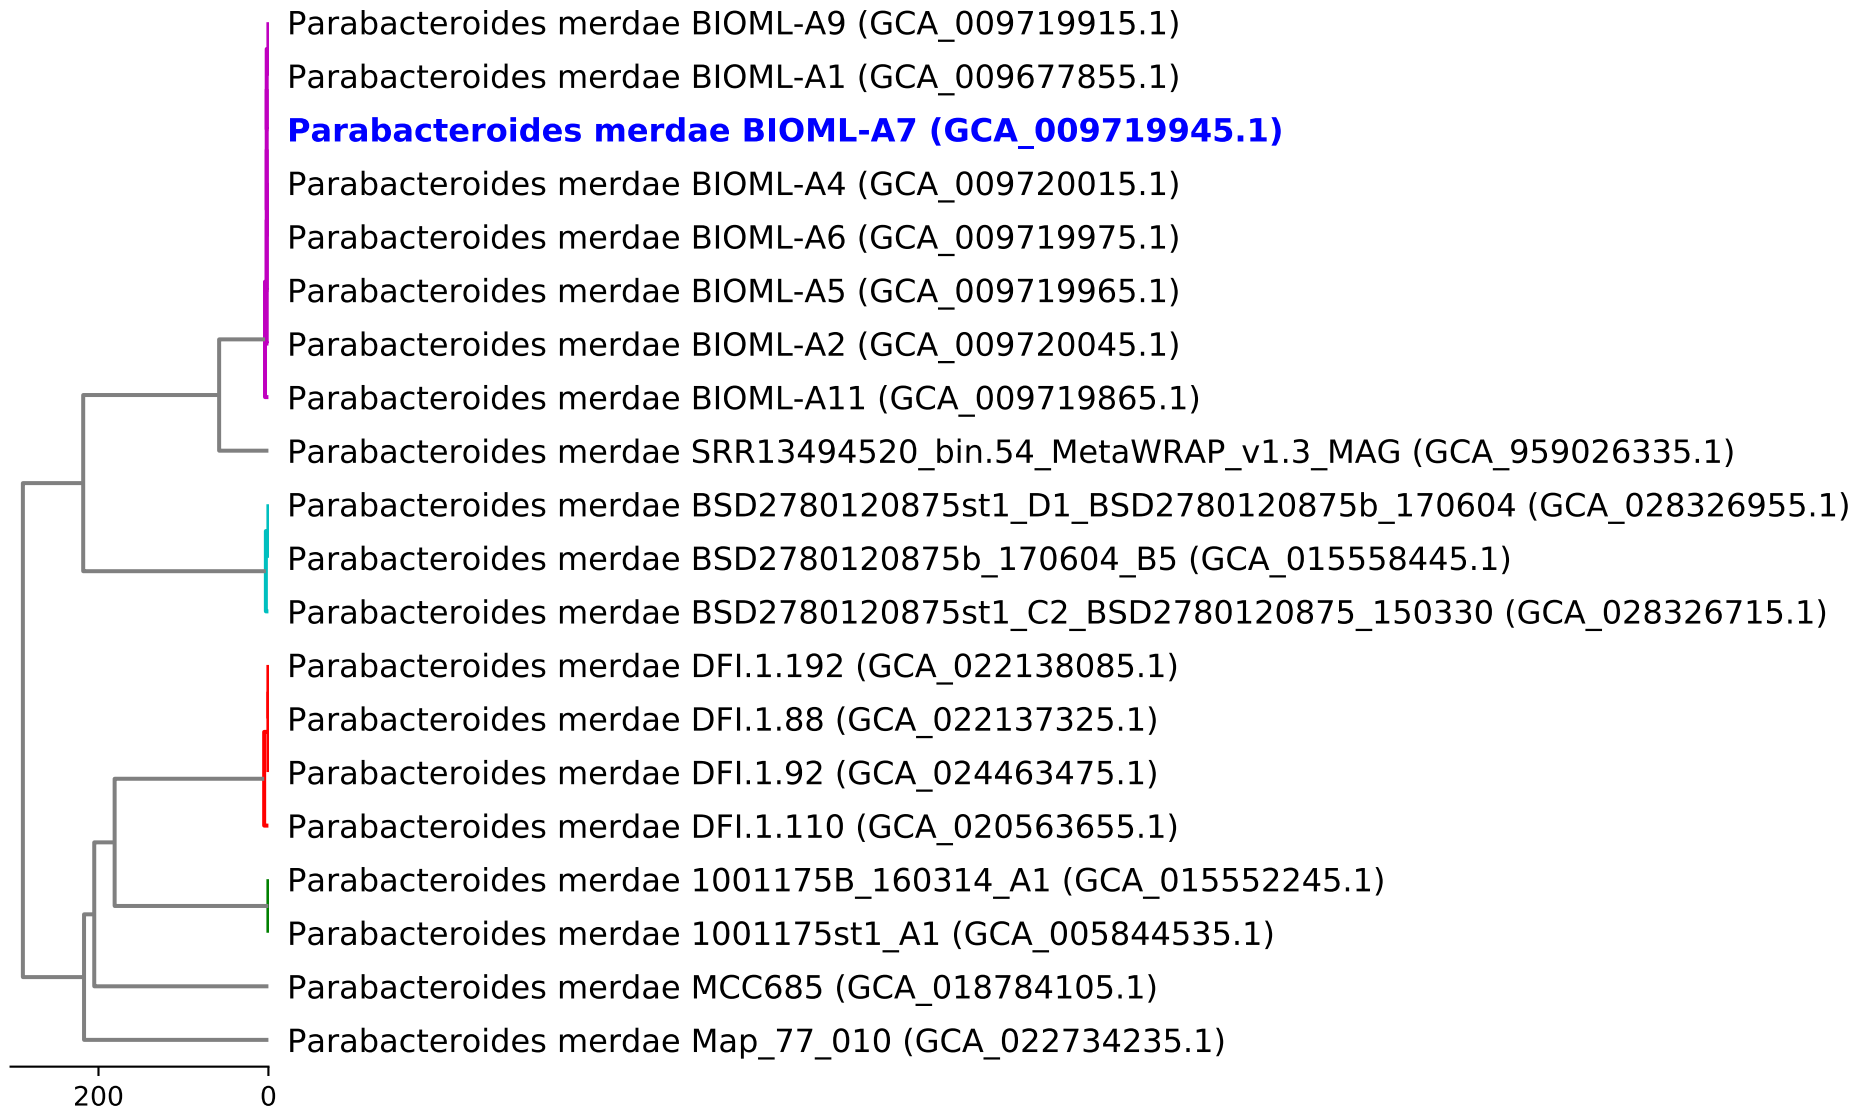 Parabacteroides merdae BIOML-A9 (GCA_009719915.1)
Parabacteroides merdae BIOML-A1 (GCA_009677855.1)
Parabacteroides merdae BIOML-A7 (GCA_009719945.1)
Parabacteroides merdae BIOML-A4 (GCA_009720015.1)
Parabacteroides merdae BIOML-A6 (GCA_009719975.1)
Parabacteroides merdae BIOML-A5 (GCA_009719965.1)
Parabacteroides merdae BIOML-A2 (GCA_009720045.1)
Parabacteroides merdae BIOML-A11 (GCA_009719865.1)
Parabacteroides merdae SRR13494520_bin.54_MetaWRAP_v1.3_MAG (GCA_959026335.1)
Parabacteroides merdae BSD2780120875st1_D1_BSD2780120875b_170604 (GCA_028326955.1)
Parabacteroides merdae BSD2780120875b_170604_B5 (GCA_015558445.1)
Parabacteroides merdae BSD2780120875st1_C2_BSD2780120875_150330 (GCA_028326715.1)
Parabacteroides merdae DFI.1.192 (GCA_022138085.1)
Parabacteroides merdae DFI.1.88 (GCA_022137325.1)
Parabacteroides merdae DFI.1.92 (GCA_024463475.1)
Parabacteroides merdae DFI.1.110 (GCA_020563655.1)
Parabacteroides merdae 1001175B_160314_A1 (GCA_015552245.1)
Parabacteroides merdae 1001175st1_A1 (GCA_005844535.1)
Parabacteroides merdae MCC685 (GCA_018784105.1)
Parabacteroides merdae Map_77_010 (GCA_022734235.1)
200 0